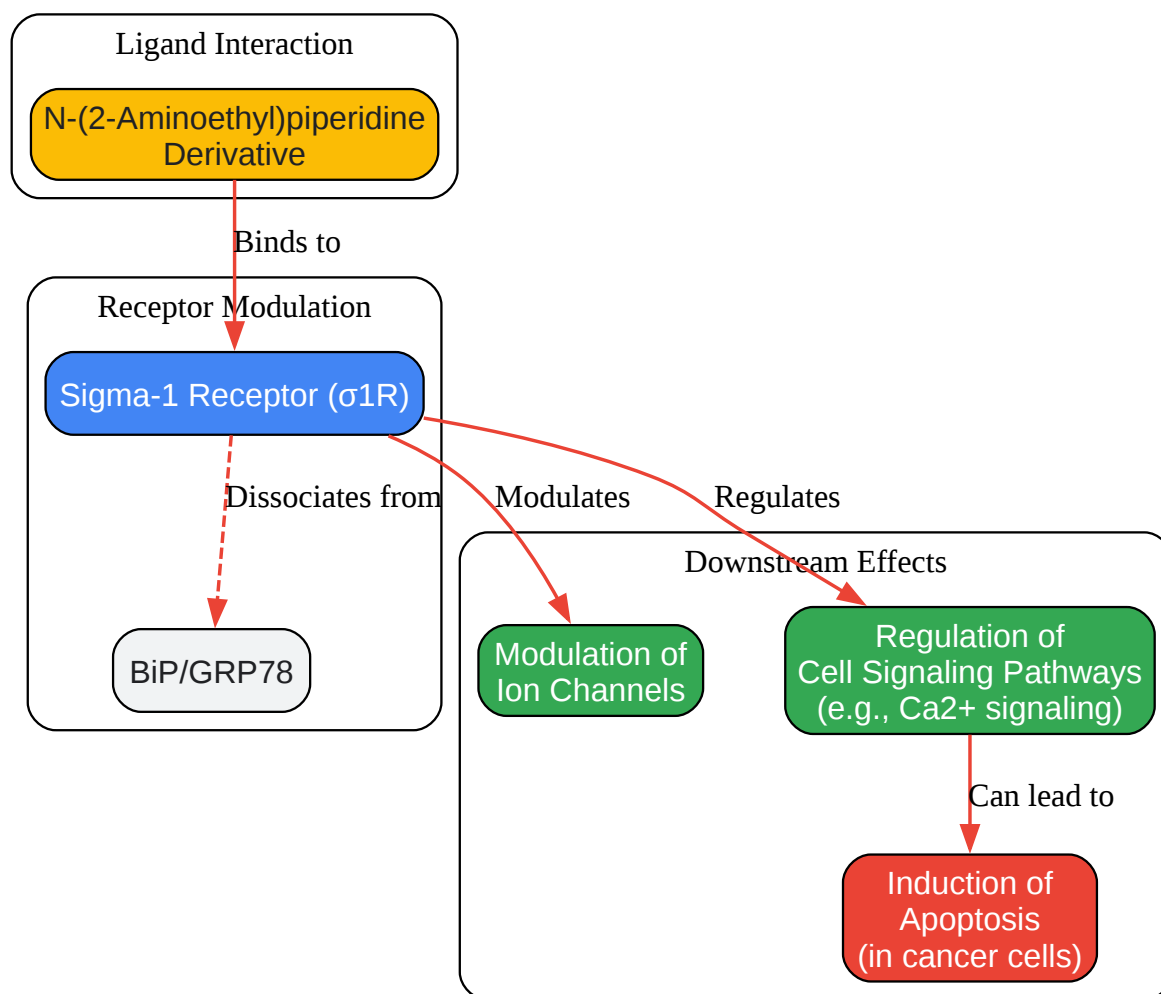 Ligand Interaction
N-(2-Aminoethyl)piperidine
Derivative
Binds to
Receptor Modulation
Sigma-1 Receptor (σ1R)
Dissociates from
Modulates
Regulates
Downstream Effects
BiP/GRP78
Modulation of
Ion Channels
Regulation of
Cell Signaling Pathways
(e.g., Ca2+ signaling)
Can lead to
Induction of
Apoptosis
(in cancer cells)